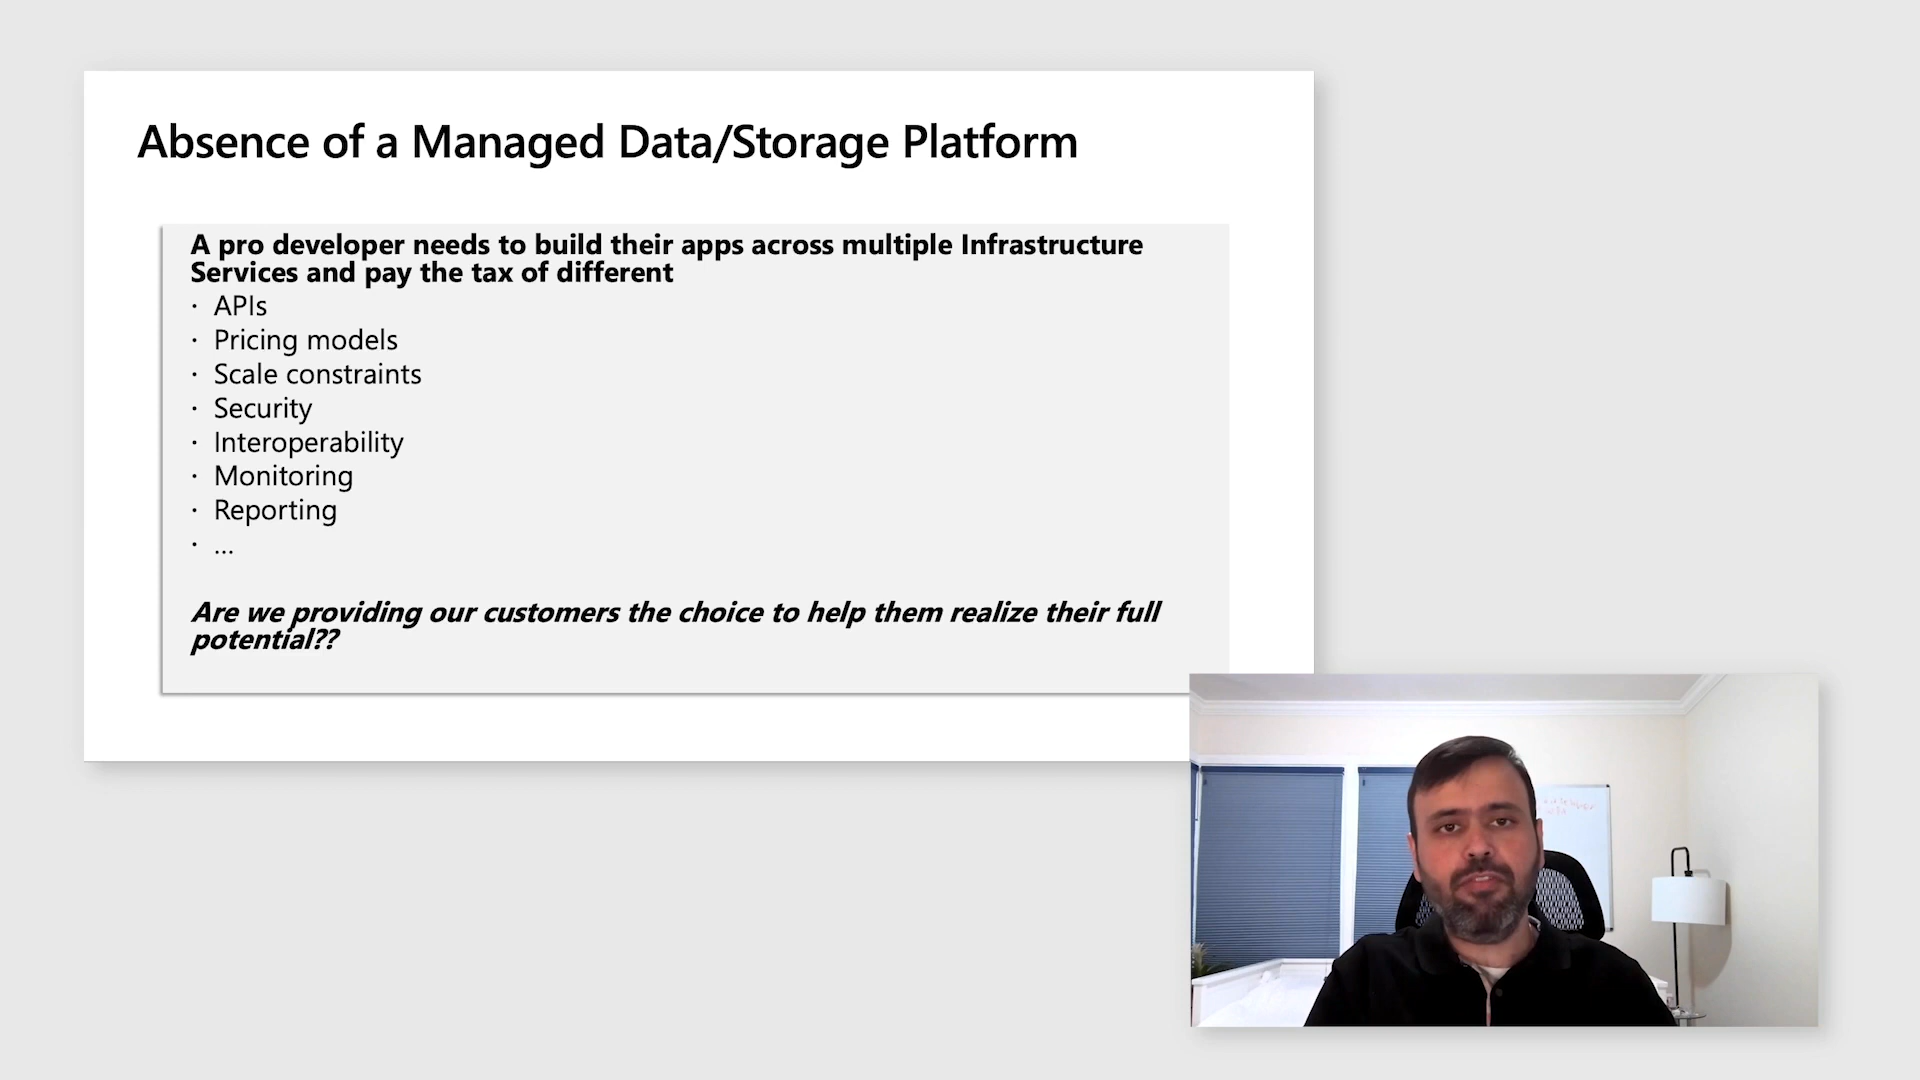 Absence of a Managed Data/Storage Platform
A pro developer needs to build their apps across multiple Infrastructure
Services and pay the tax of different
· APIs
· Pricing models
· Scale constraints
· Security
· Interoperability
· Monitoring
· Reporting
· ...
Are we providing our customers the choice to help them realize their full
potential??